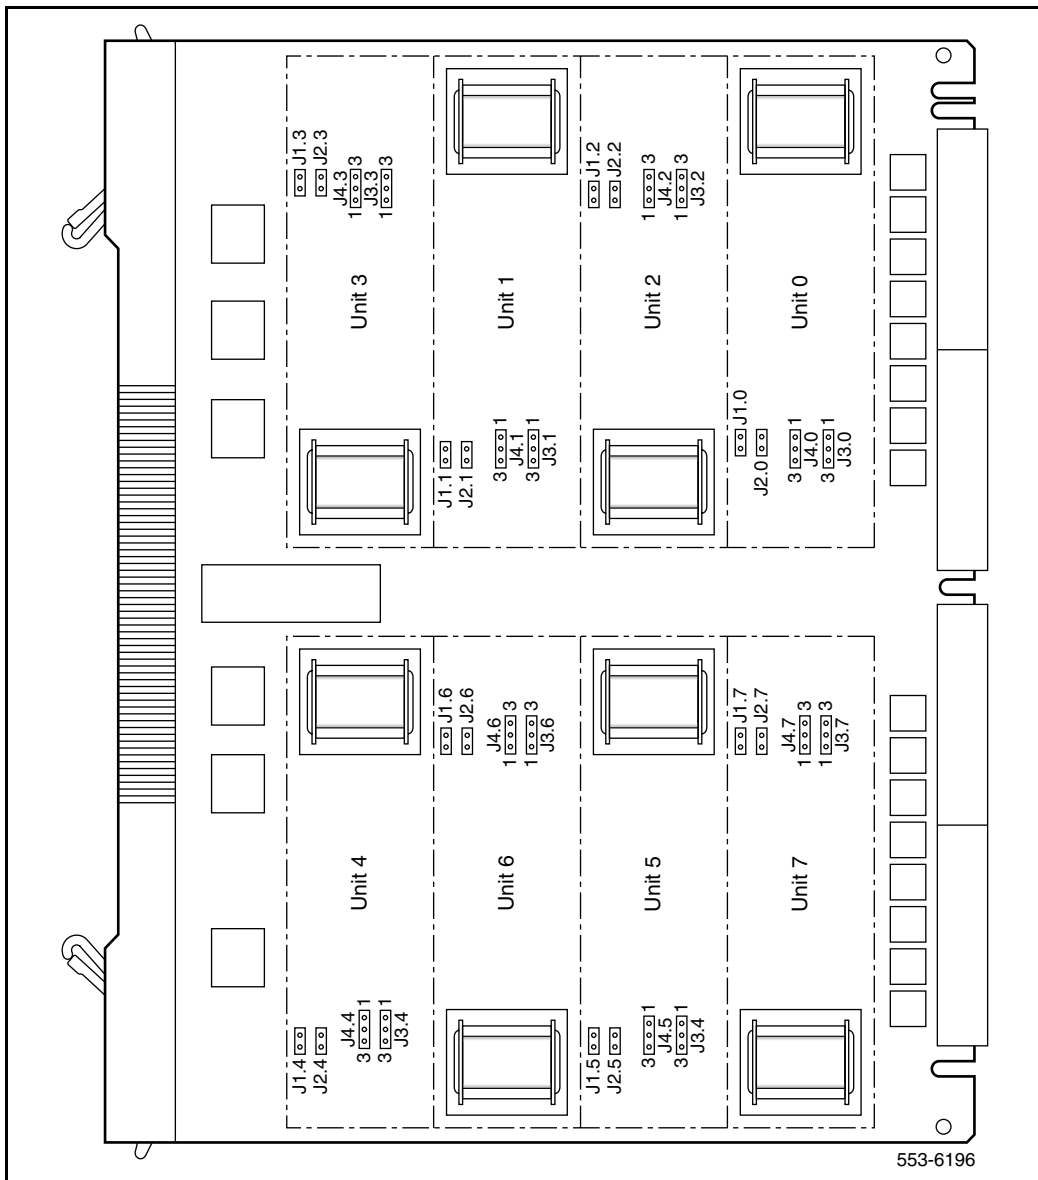 J1.3
J2.3
J4.3
1 3
J3.3
1 3
Unit 3
Unit 1
J1.1
J2.1
3 1
J4.1
3 1
J3.1
J1.2
J2.2
1 3
J4.2
1 3
J3.2
Unit 2
Unit 0
J1.0
J2.0
3 1
J4.0
3 1
J3.0
J1.4
J2.4
J4.4
3 1
3 1
J3.4
Unit 4
J1.6
J2.6
J4.6
1 3
1 3
J3.6
Unit 6
J1.5
J2.5
3 1
J4.5
3 1
J3.4
Unit 5
J1.7
J2.7
J4.7
1 3
1 3
J3.7
Unit 7
553-6196